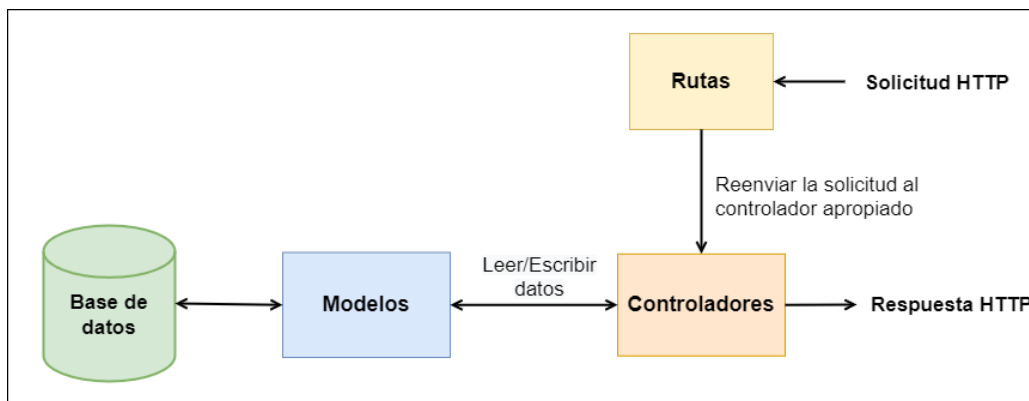 Rutas
Solicitud HTTP
Reenviar la solicitud al
controlador apropiado
Leer/Escribir
datos
Base de
datos
Modelos
Controladores
Respuesta HTTP